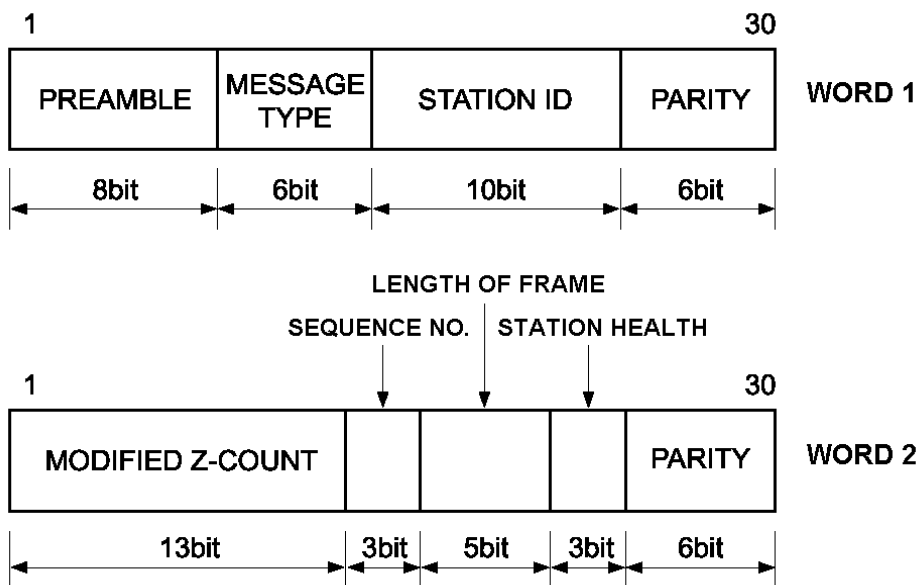 1 30
PREAMBLE MESSAGE TYPE STATION ID PARITY WORD 1
8bit 6bit 10bit 6bit
LENGTH OF FRAME
SEQUENCE NO. STATION HEALTH
1 30
MODIFIED Z-COUNT PARITY WORD 2
13bit 3bit 5bit 3bit 6bit